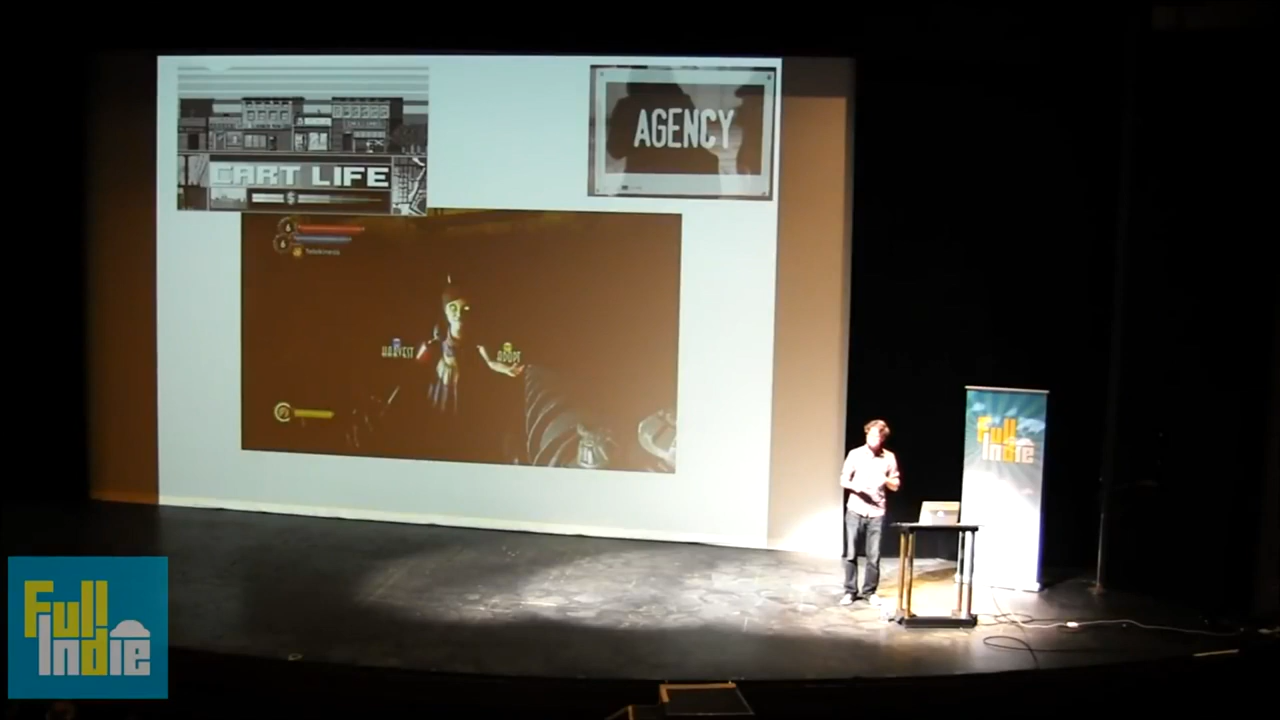 CART LIFE
AGENCY
HARVEST
ADOPT
Full
Indie
Full
Indie